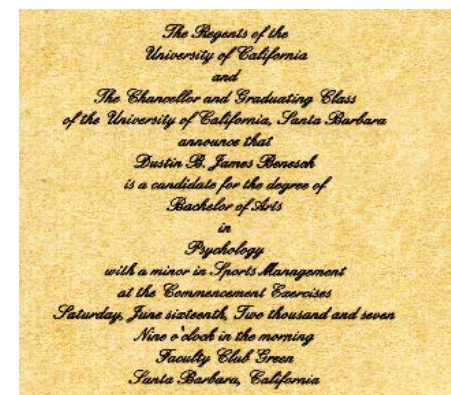 The Regents of the
University of California
and
The Chancellor and Graduating Class
of the University of California, Santa Barbara
announce that
Dustin B. James Benesch
is a candidate for the degree of
Bachelor of Arts
in
Psychology
with a minor in Sports Management
at the Commencement Exercises
Saturday, June sixteenth, Two thousand and seven
Nine o'clock in the morning
Faculty Club Green
Santa Barbara, California